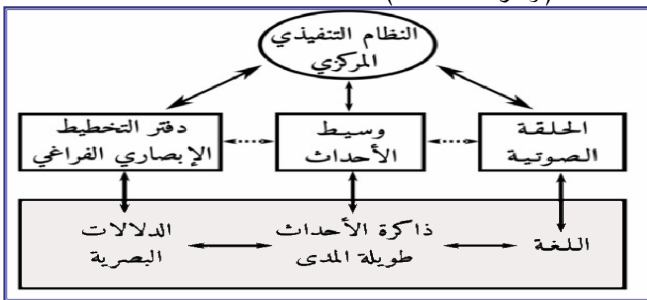 النظام التنفيذي
المركزي
الحلقة
الصوتية
وسيط
الأحداث
دفتر التخطيط
الإبصاري الفراغي
اللغة
ذاكرة الأحداث
طويلة المدى
الدلالات
البصرية